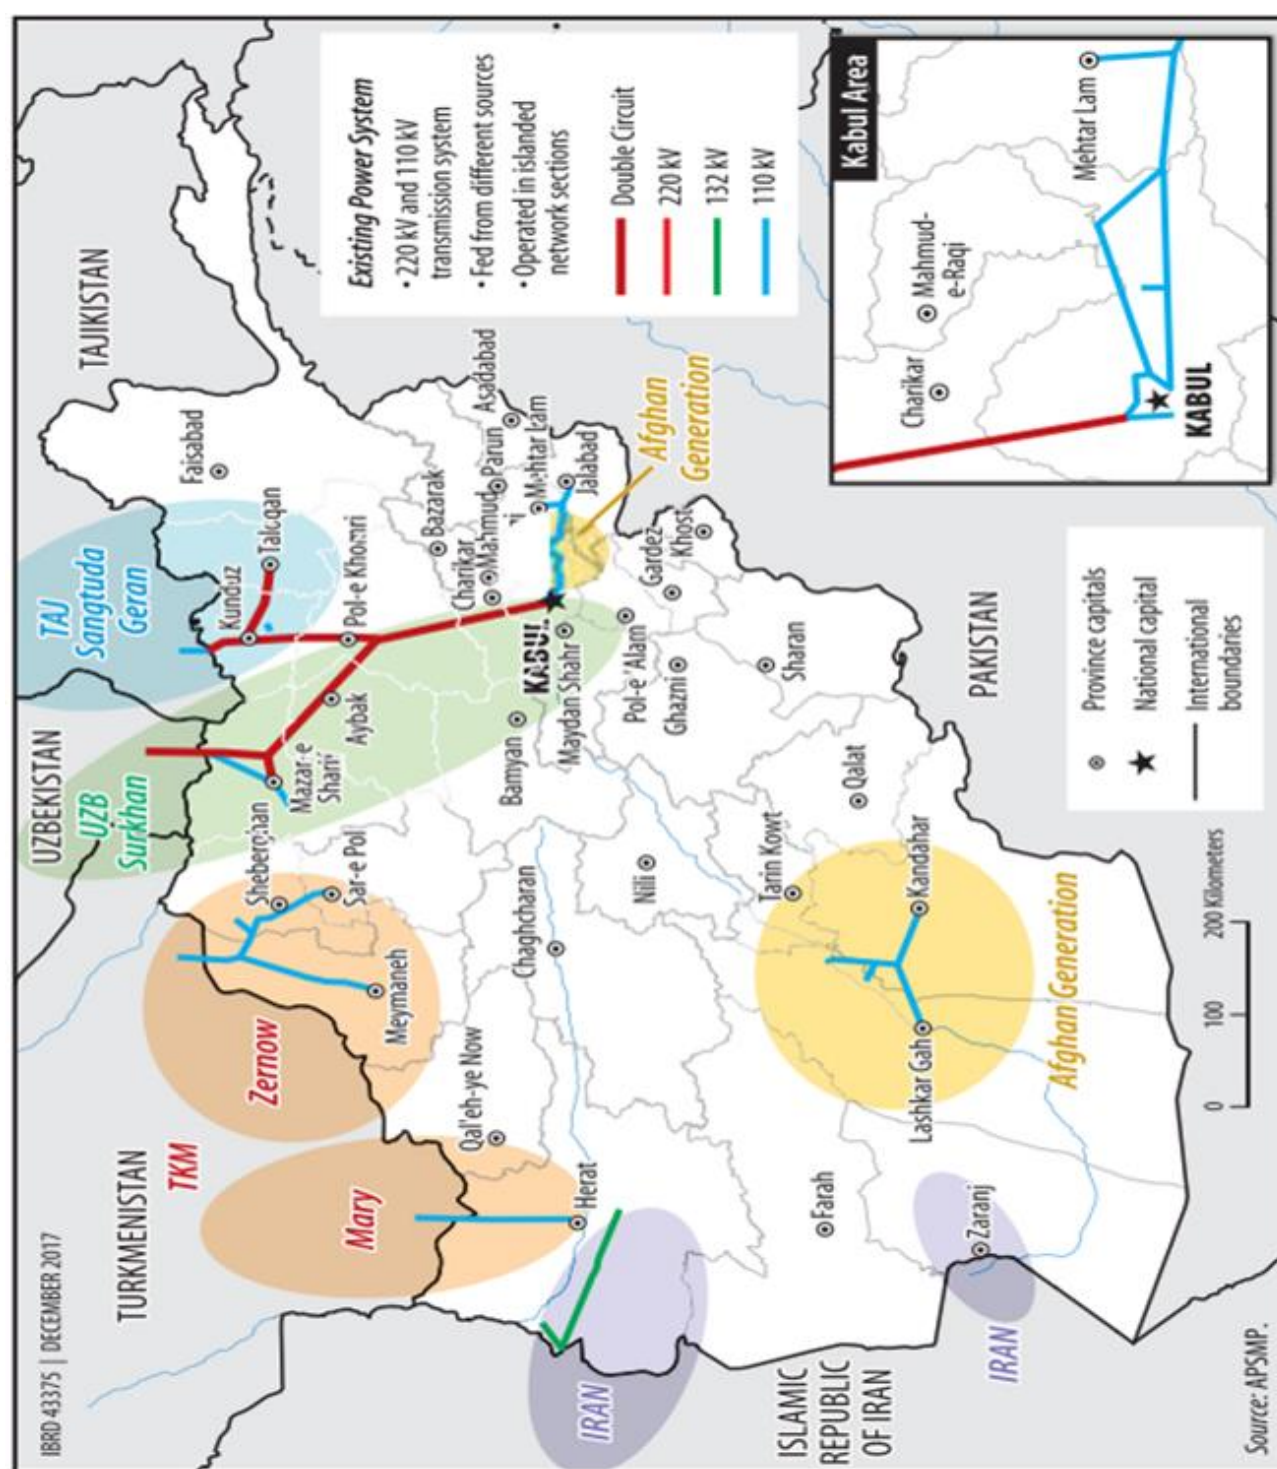 IBRD 43375 | DECEMBER 2017
TURKMENISTAN
TKM
Mary
Zernow
UZBEKISTAN
UZB
Surkhan
TAJIKISTAN
TAJ
Sangtuda
Geran
Faisabad
Kunduz
Taloqan
Pol-e Khomri
Aybak
Mazar-e
Sharif
Sheberghan
Sar-e Pol
Meymaneh
Qal'eh-ye Now
Herat
Chaghcharan
Bamyan
Bazarak
Charikar
Mahmud
Parun
Asadabad
Mehtar Lam
Jalabad
KABUL
Maydan Shahr
Afghan
Generation
Pol-e 'Alam
Gardez
Khost
Ghazni
Sharan
Nili
Tarin Kowt
Qalat
Kandahar
Lashkar Gah
Afghan Generation
Farah
Zaranj
IRAN
IRAN
ISLAMIC
REPUBLIC
OF IRAN
PAKISTAN
Existing Power System
• 220 kV and 110 kV
transmission system
• Fed from different sources
• Operated in islanded
network sections
Double Circuit
220 kV
132 kV
110 kV
Kabul Area
Charikar
Mahmud-
e-Raqi
Mehtar Lam
KABUL
Province capitals
National capital
International
boundaries
0 100 200 Kilometers
Source: APSMP.